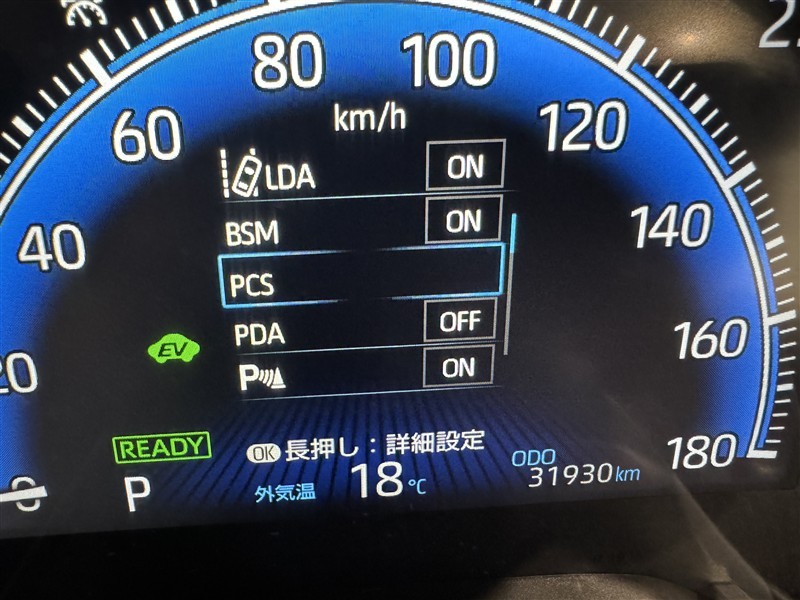 80 100
km/h
60 120
LDA ON
BSM ON
40 140
PCS
PDA OFF
EV 160
20
P ON
READY OK 長押し：詳細設定 180
P 外気温 18℃ ODO 31930km